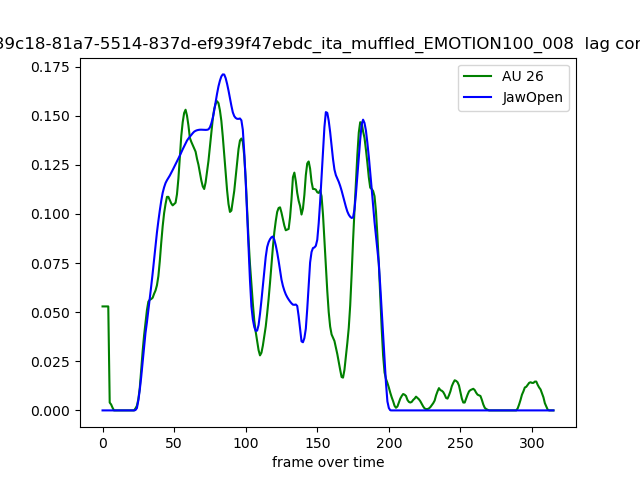 39c18-81a7-5514-837d-ef939f47ebdc_ita_muffled_EMOTION100_008 lag cor
AU 26
JawOpen
0.175
0.150
0.125
0.100
0.075
0.050
0.025
0.000
0 50 100 150 200 250 300
frame over time